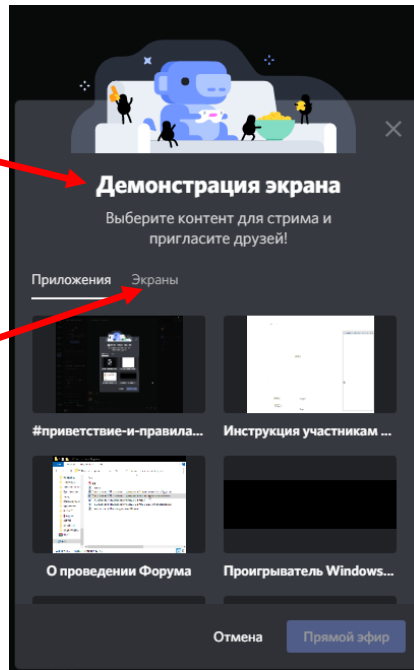 Демонстрация экрана
Выберите контент для стрима и
пригласите друзей!
Приложения Экраны
#приветствие-и-правила... Инструкция участникам ...
О проведении Форума Проигрыватель Windows...
Отмена Прямой эфир